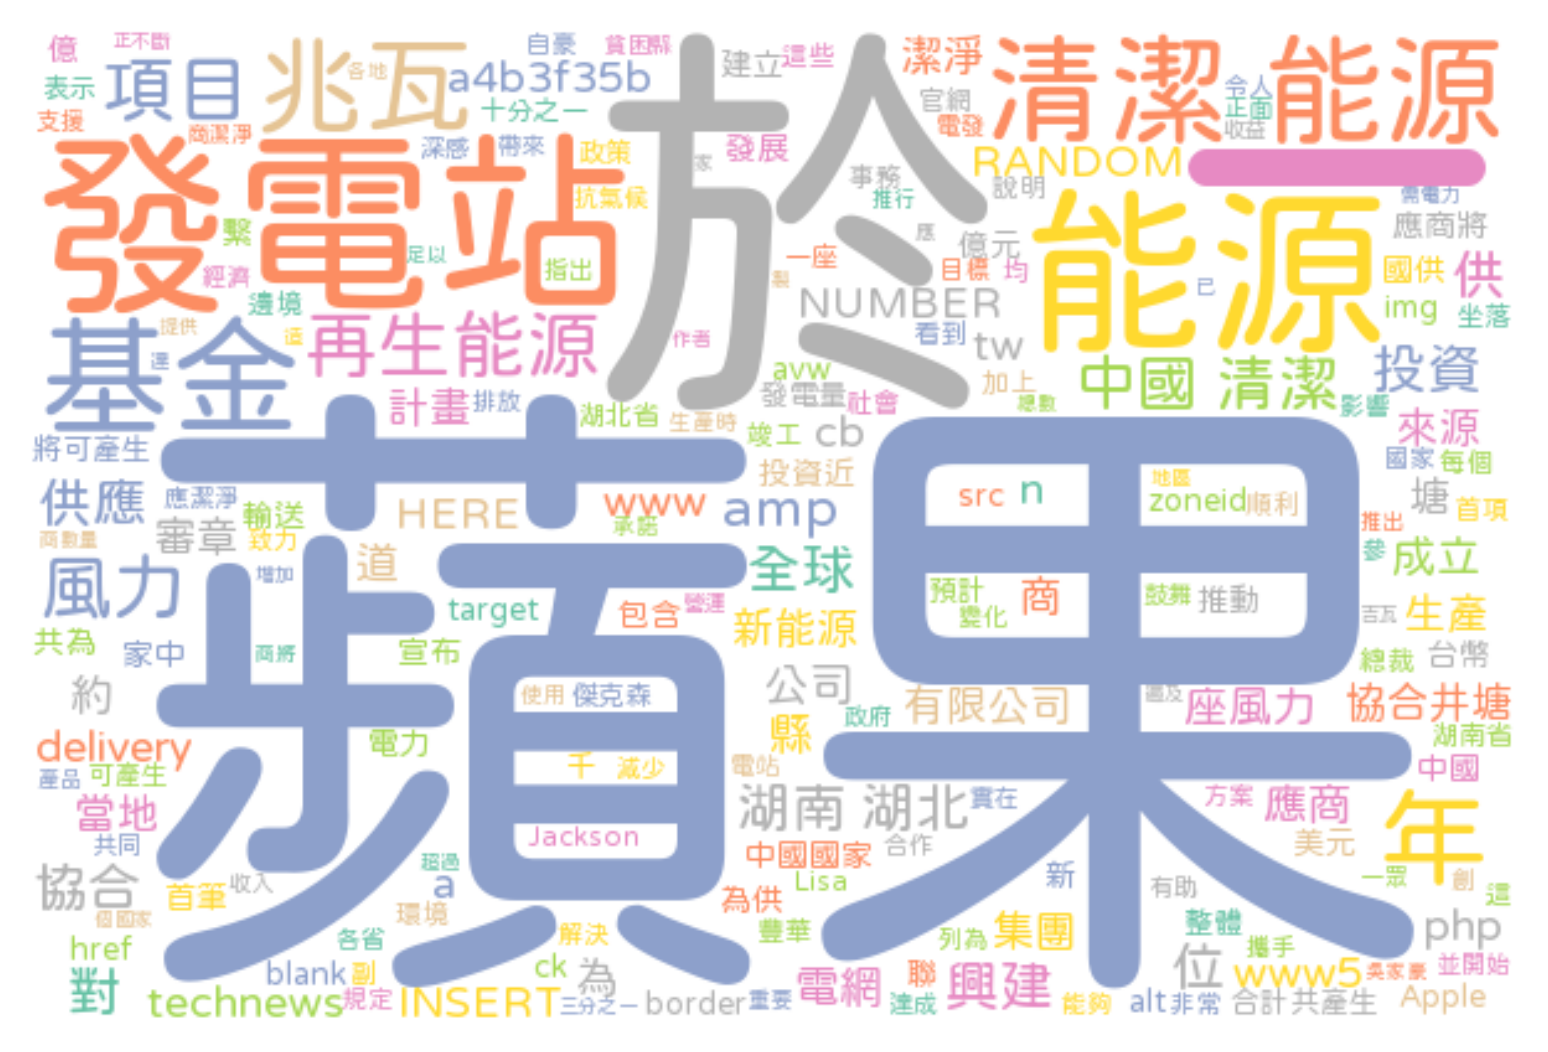 億
正不斷
表示
項目
支援
商潔淨
兆瓦
各地
自豪
貧困縣
a4b3f35b
十分之一
於
建立
這些
潔淨
官網
電發
清潔能源
令人
正面
收益
發電站
深感
帶來
政策
抗氣候
家
發展
事務
推行
RANDOM
說明
一
需電力
應商將
繫
足以
經濟
邊境
指出
一座
製
應
億元
目標
均
能源
已
國供
供
img
坐落
基金
提供
達
造
再生能源
作者
NUMBER
看到
tw
avw
加上
中國 清潔
投資
計畫
排放
湖北省
生產時
發電量
社會
總數
影響
來源
將可產生
竣工
cb
國家
每個
蘋果
供應
應潔淨
輸送
審章
致力
商數量
HERE
www
承諾
投資近
amp
src
n
地區
zoneid
順利
塘
首項
推出
風力
增加
道
全球
參
成立
target
包含
營運
新能源
預計
變化
商
鼓舞
推動
吉瓦
生產
共為
家中
商將
宣布
總裁
台幣
約
使用
傑克森
公司
有限公司
遍及
座風力
協合井塘
delivery
電力
縣
政府
湖南省
產品
可產生
千
減少
電站
中國
當地
共同
Jackson
湖南 湖北
實在
方案
應商
美元
年
協合
首筆
收入
超過
a
中國國家
合作
Lisa
新
有助
一眾
創
這
個國家
環境
為供
href
各省
解決
豐華
列為
集團
整體
攜手
php
對
blank
副
ck
為
電網
聯
興建
位
www5
吳家豪
並開始
technews
規定
INSERT
三分之一
border
重要
達成
能夠
alt
非常
合計
共產生
Apple